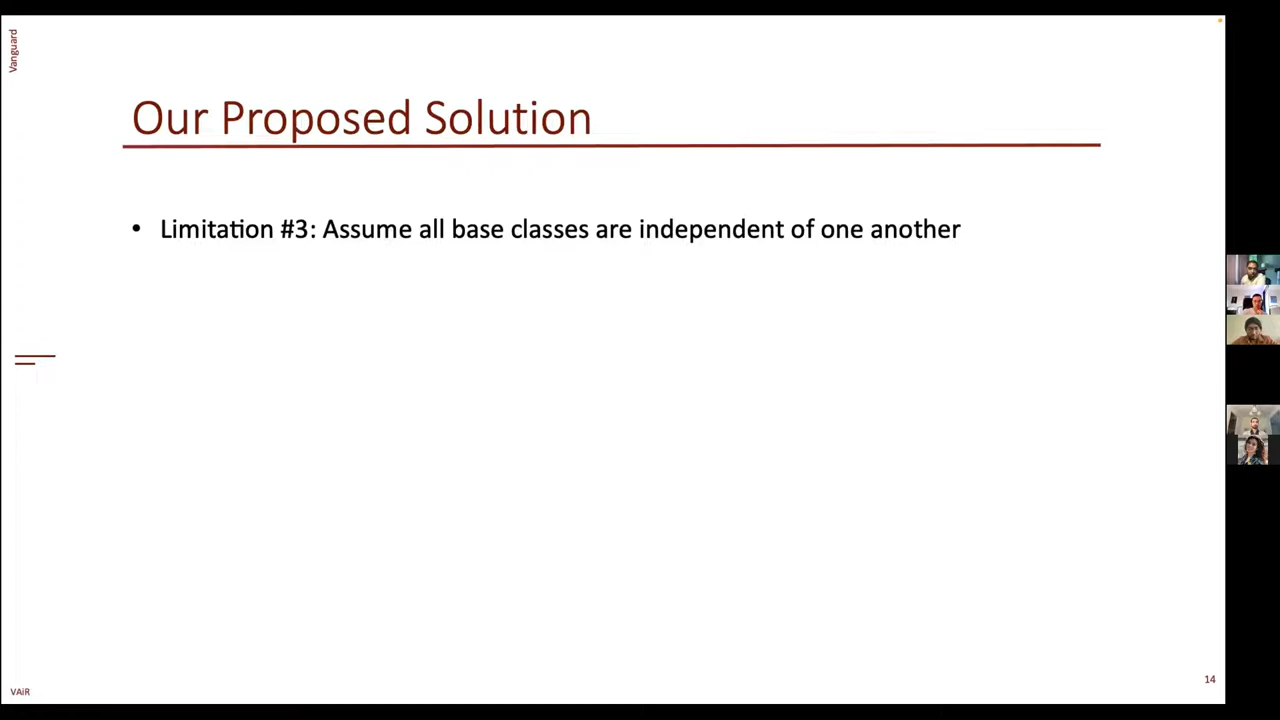 Vanguard
Our Proposed Solution
• Limitation #3: Assume all base classes are independent of one another
VAiR
14